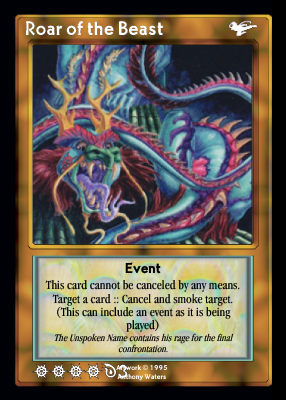 Roar of the Beast
Event
This card cannot be canceled by any means.
Target a card :: Cancel and smoke target.
(This can include an event as it is being
played)
The Unspoken Name contains his rage for the final
confrontation.
Artwork © 1995
Anthony Waters